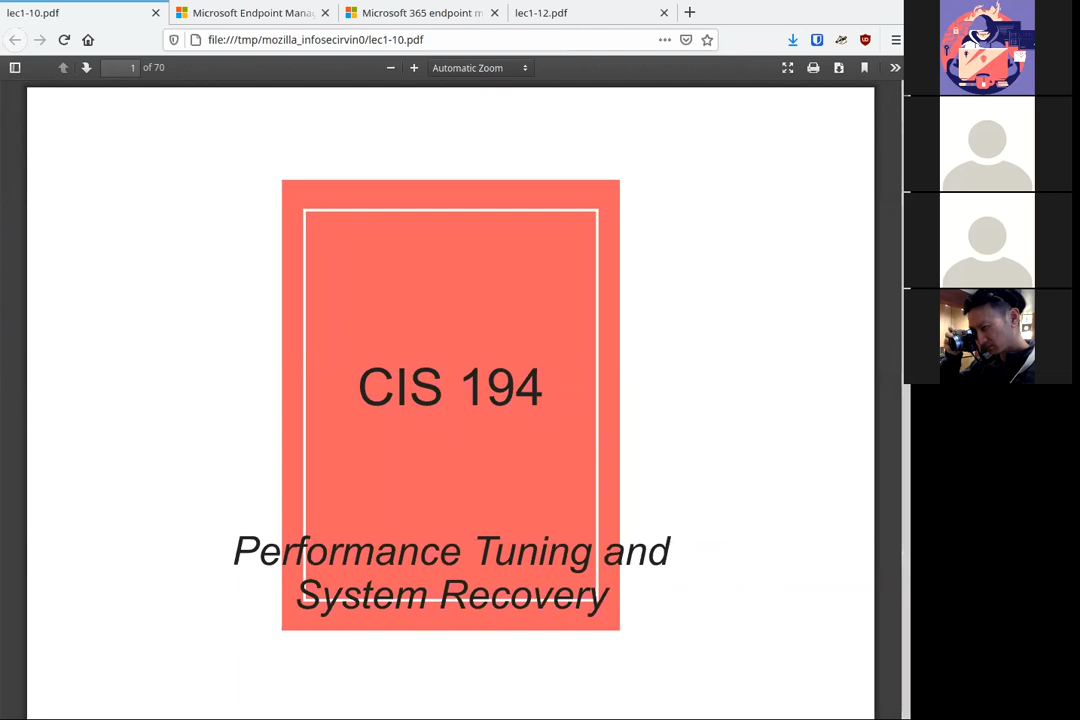 lec1-10.pdf
Microsoft Endpoint Mana
Microsoft 365 endpoint m
lec1-12.pdf
file:///tmp/mozilla_infosecirvin0/lec1-10.pdf
1 of 70
Automatic Zoom
CIS 194
Performance Tuning and
System Recovery